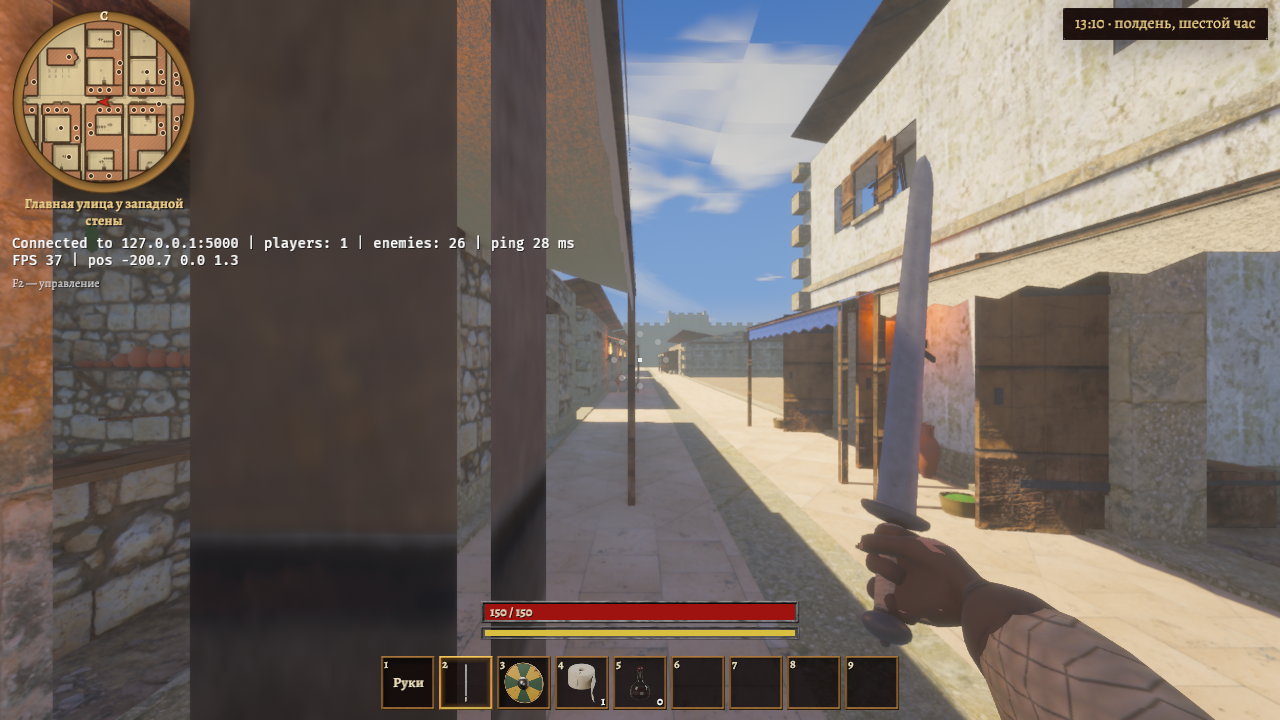 С
13:10 · полдень, шестой час
Главная улица у западной
стены
Connected to 127.0.0.1:5000 | players: 1 | enemies: 26 | ping 28 ms
FPS 37 | pos -200.7 0.0 1.3
F2 — управление
150 / 150
1 2 3 4 5 6 7 8 9
Руки
1 0